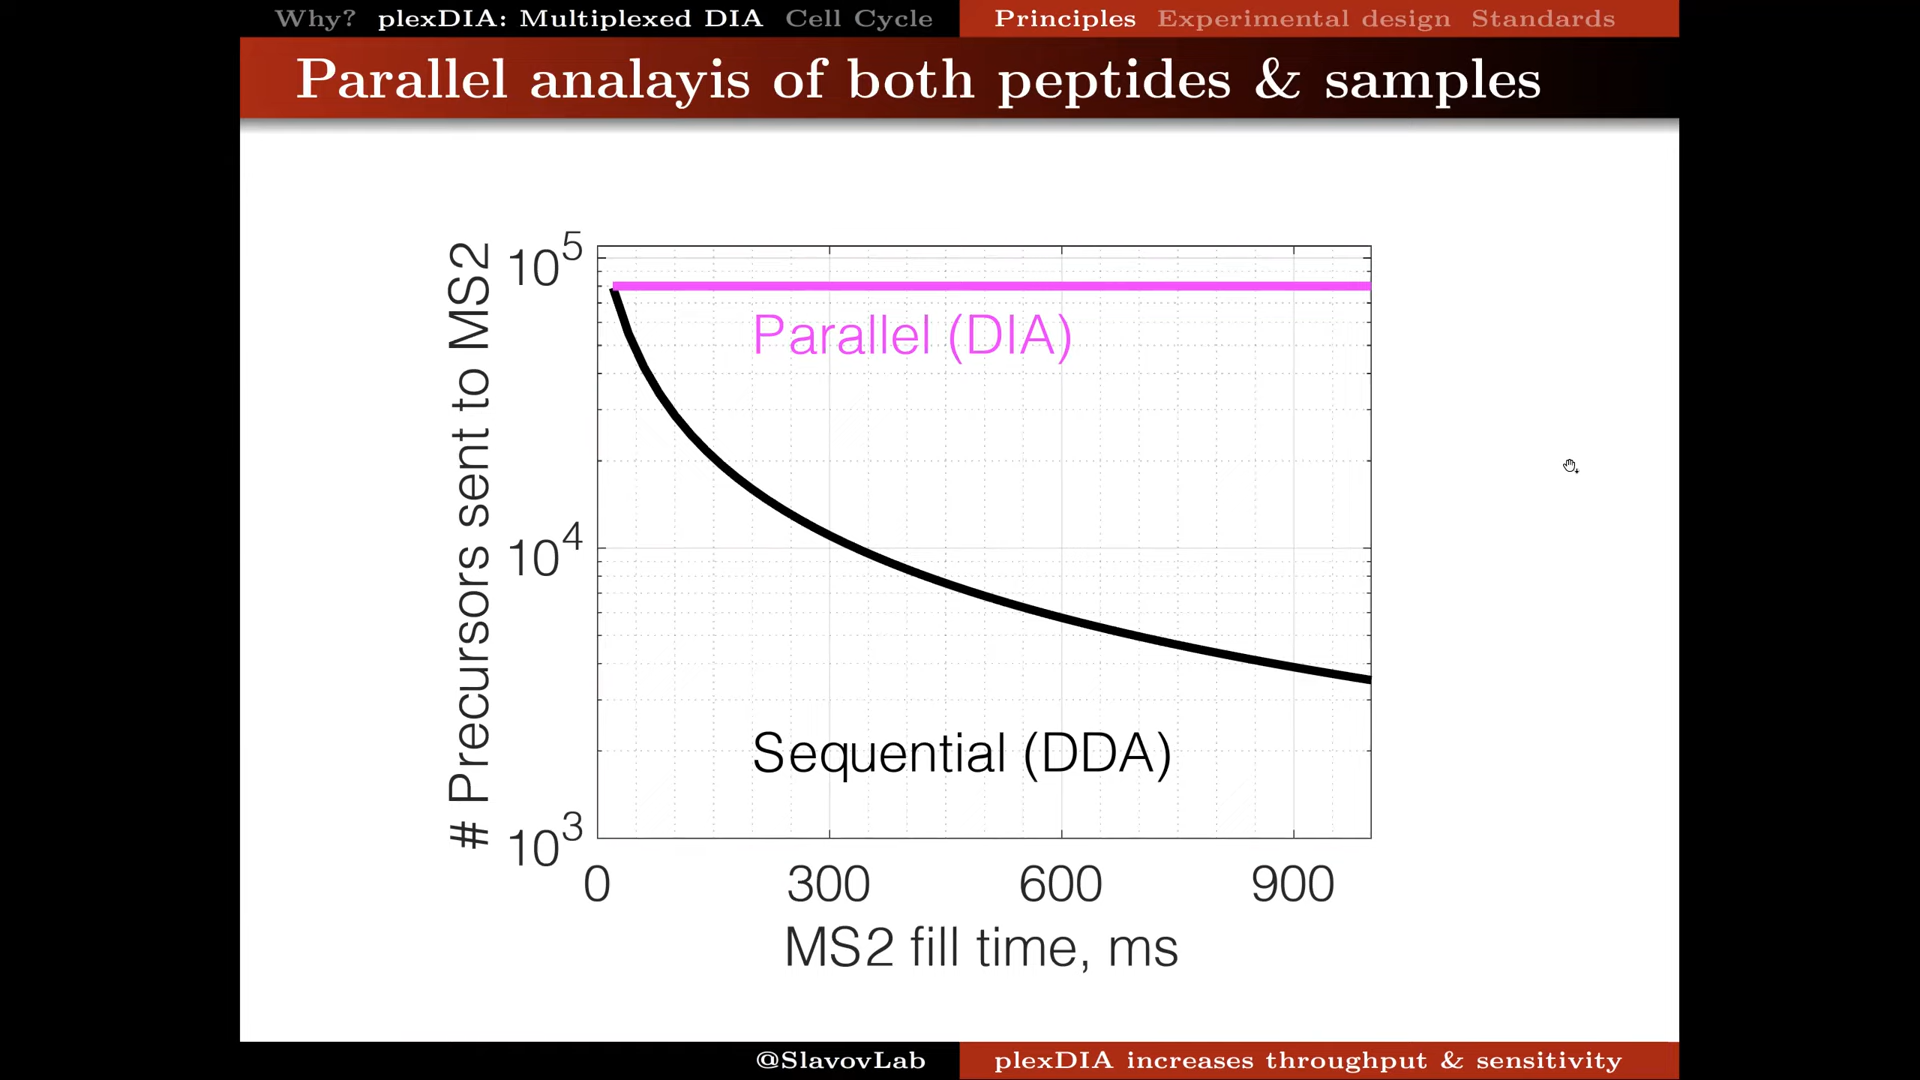 Why? plexDIA: Multiplexed DIA Cell Cycle Principles Experimental design Standards
Parallel analayis of both peptides & samples
# Precursors sent to MS2
10^5
10^4
10^3
Parallel (DIA)
Sequential (DDA)
0 300 600 900
MS2 fill time, ms
@SlavovLab plexDIA increases throughput & sensitivity